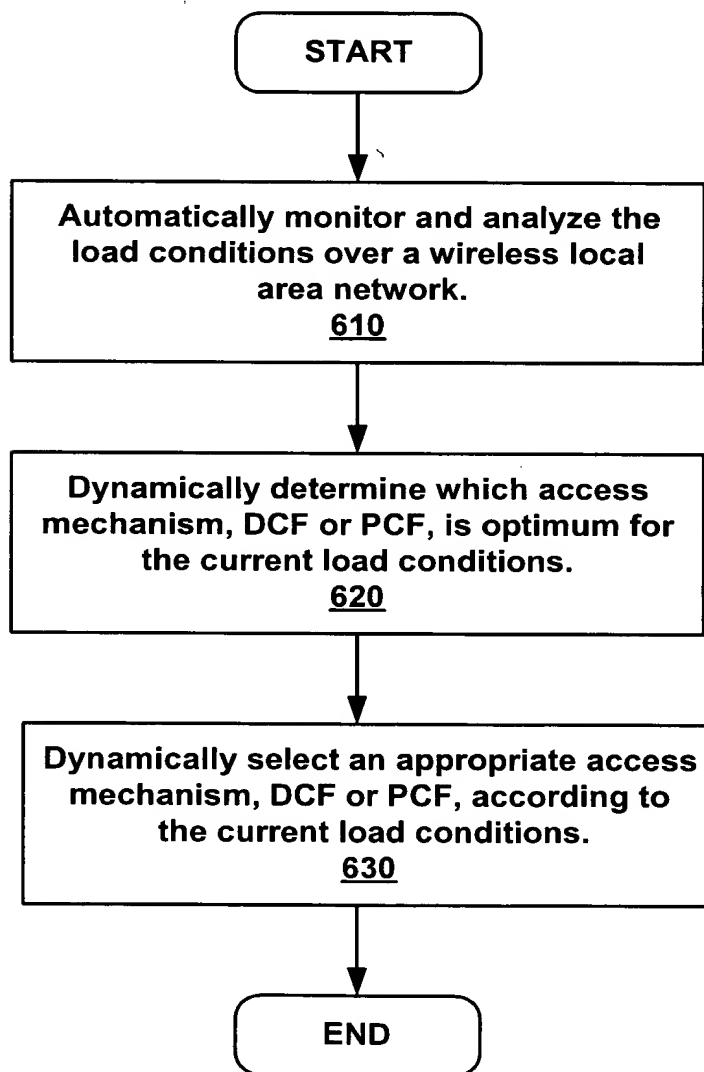 START
Automatically monitor and analyze the
load conditions over a wireless local
area network.
610
Dynamically determine which access
mechanism, DCF or PCF, is optimum for
the current load conditions.
620
Dynamically select an appropriate access
mechanism, DCF or PCF, according to
the current load conditions.
630
END